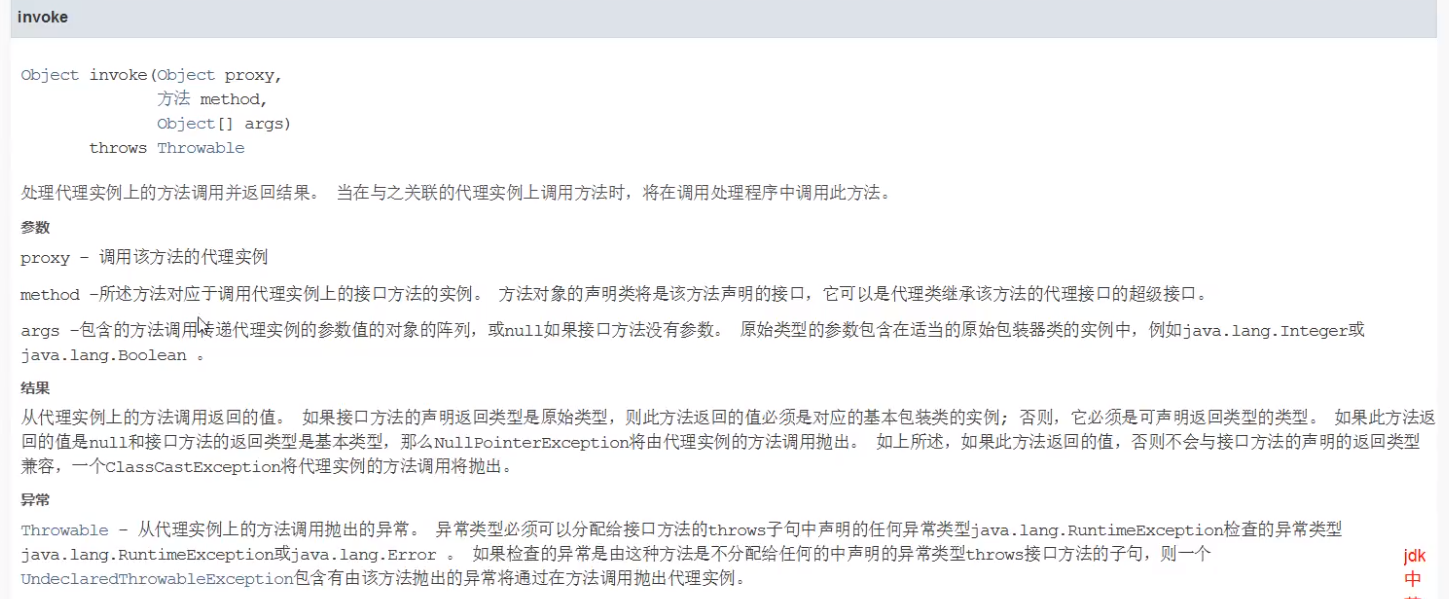 invoke
Object invoke(Object proxy,
方法 method,
Object[] args)
throws Throwable
处理代理实例上的方法调用并返回结果。 当在与之关联的代理实例上调用方法时，将在调用处理程序中调用此方法。
参数
proxy - 调用该方法的代理实例
method -所述方法对应于调用代理实例上的接口方法的实例。 方法对象的声明类将是该方法声明的接口，它可以是代理类继承该方法的代理接口的超级接口。
args -包含的方法调用传递代理实例的参数值的对象的阵列，或null如果接口方法没有参数。 原始类型的参数包含在适当的原始包装器类的实例中，例如java.lang.Integer或
java.lang.Boolean 。
结果
从代理实例上的方法调用返回的值。 如果接口方法的声明返回类型是原始类型，则此方法返回的值必须是对应的基本包装类的实例; 否则，它必须是可声明返回类型的类型。 如果此方法返
回的值是null和接口方法的返回类型是基本类型，那么NullPointerException将由代理实例的方法调用抛出。 如上所述，如果此方法返回的值，否则不会与接口方法的声明的返回类型
兼容，一个ClassCastException将代理实例的方法调用将抛出。
异常
Throwable - 从代理实例上的方法调用抛出的异常。 异常类型必须可以分配给接口方法的throws子句中声明的任何异常类型java.lang.RuntimeException检查的异常类型
java.lang.RuntimeException或java.lang.Error 。 如果检查的异常是由这种方法是不分配给任何的中声明的异常类型throws接口方法的子句，则一个
UndeclaredThrowableException包含有由该方法抛出的异常将通过在方法调用抛出代理实例。
jdk
中